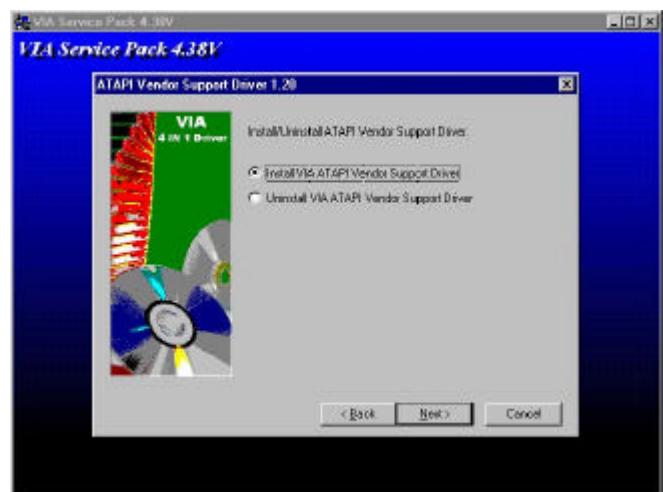 VIA Service Pack 4.38V
VIA Service Pack 4.38V
ATAPI Vendor Support Driver 1.20
VIA
4 IN 1 Driver
Install/Uninstall ATAPI Vendor Support Driver.
Install VIA ATAPI Vendor Support Driver
Uninstall VIA ATAPI Vendor Support Driver
< Back
Next >
Cancel